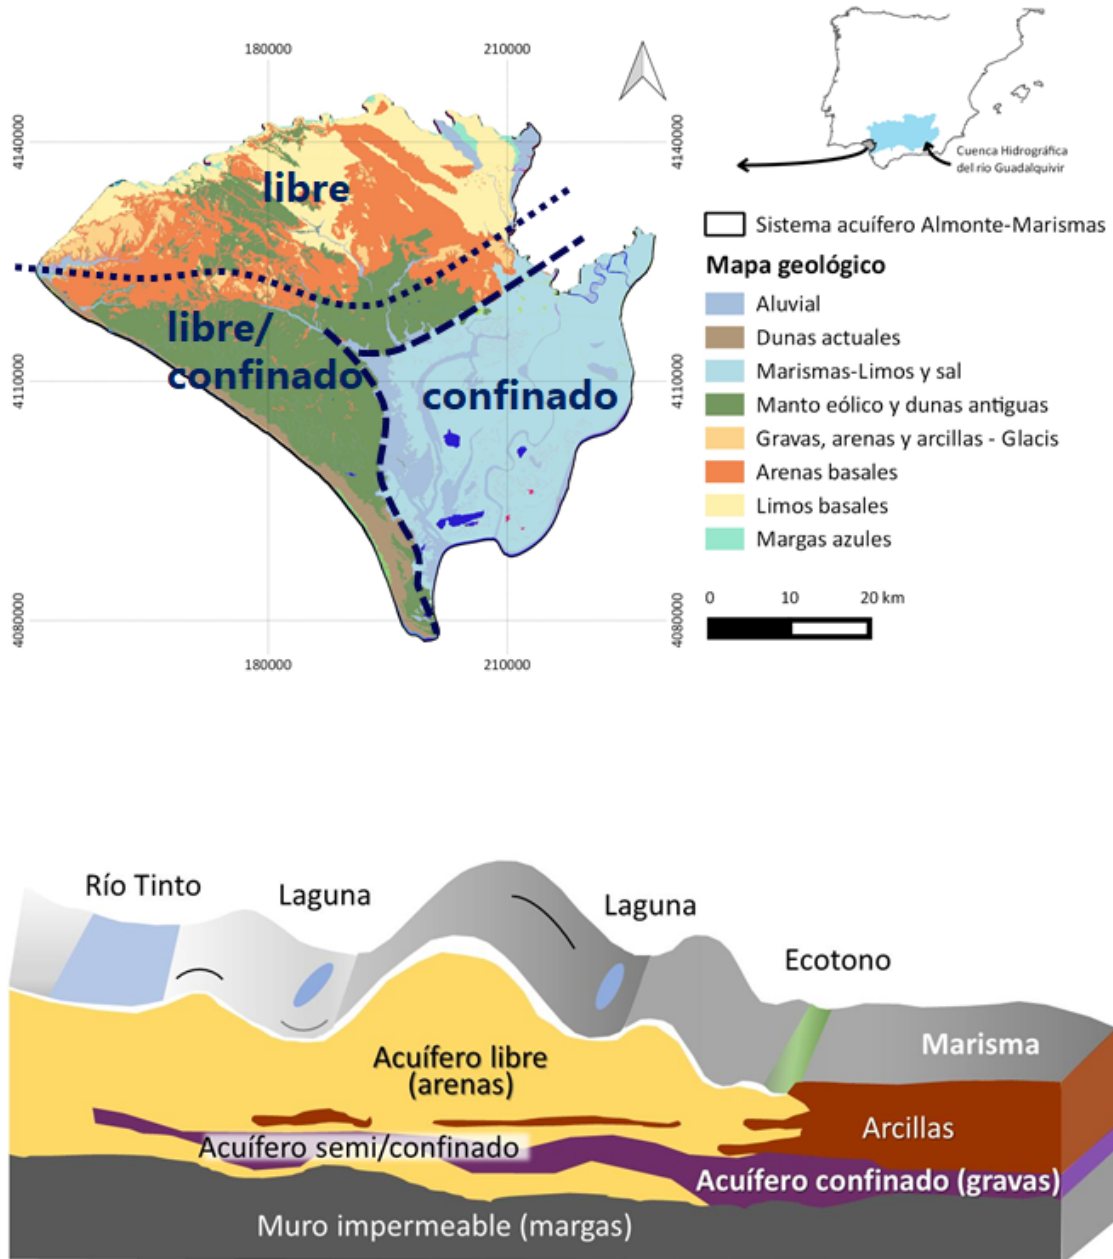 180000
210000
4140000
4140000
Cuenca Hidrográfica
del río Guadalquivir
libre
Sistema acuífero Almonte-Marismas
Mapa geológico
Aluvial
Dunas actuales
Marismas-Limos y sal
Manto eólico y dunas antiguas
Gravas, arenas y arcillas - Glacis
Arenas basales
Limos basales
Margas azules
libre/
confinado
confinado
4110000
4110000
0 10 20 km
4080000
4080000
180000
210000
Río Tinto
Laguna
Laguna
Ecotono
Marisma
Acuífero libre
(arenas)
Arcillas
Acuífero semi/confinado
Acuífero confinado (gravas)
Muro impermeable (margas)